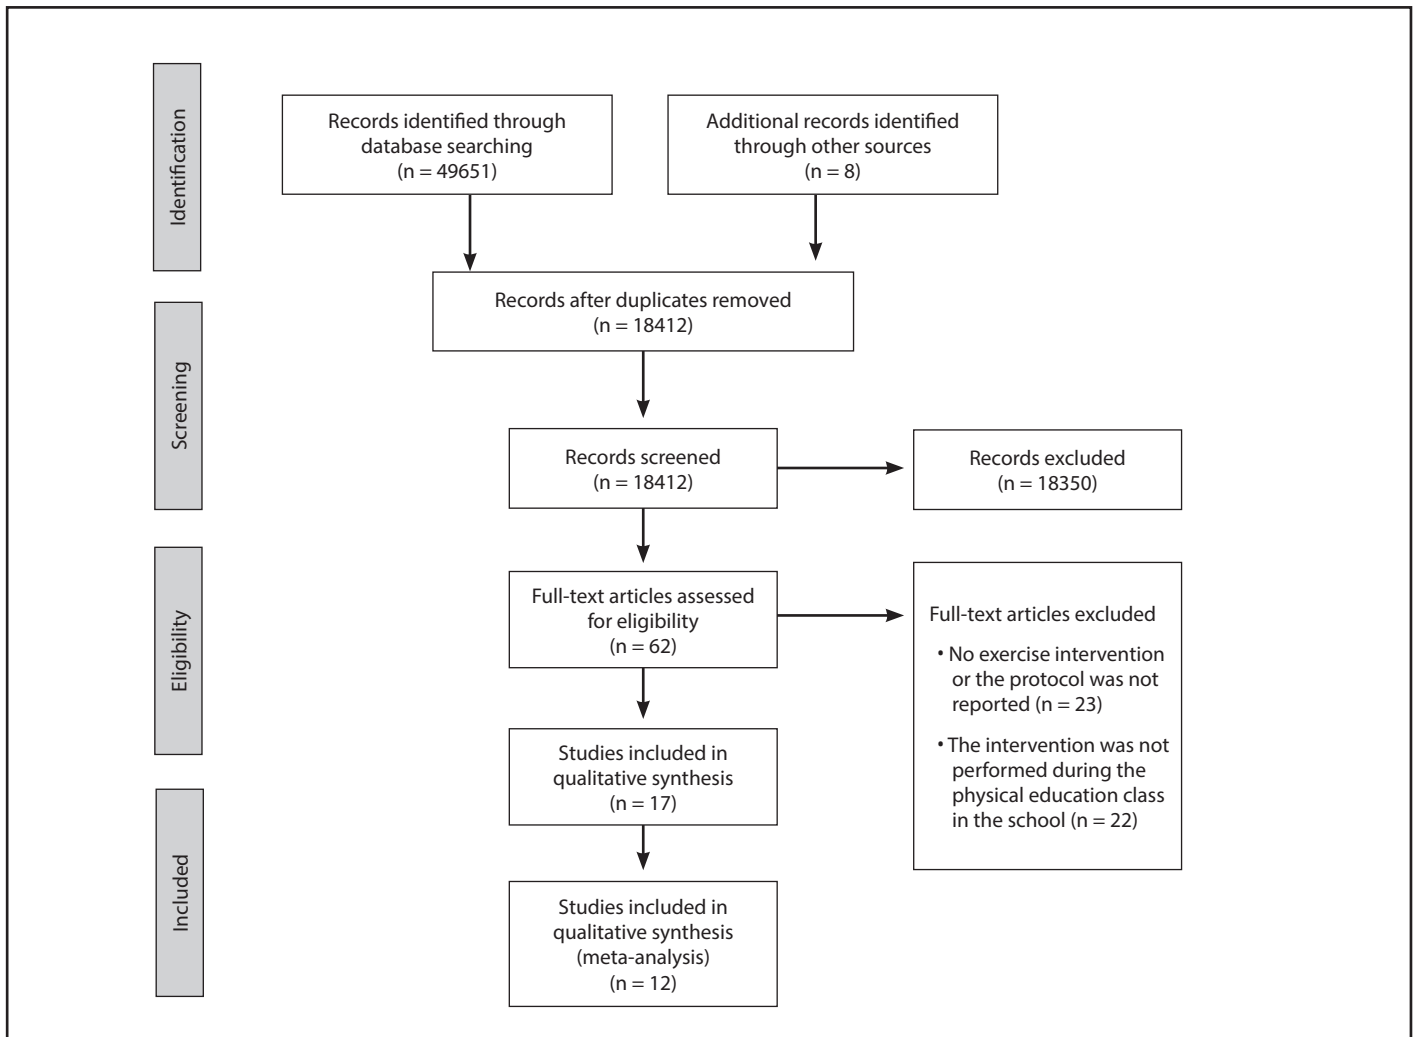 Identification
Records identified through
database searching
(n = 49651)
Additional records identified
through other sources
(n = 8)
Records after duplicates removed
(n = 18412)
Screening
Records screened
(n = 18412)
Records excluded
(n = 18350)
Eligibility
Full-text articles assessed
for eligibility
(n = 62)
Full-text articles excluded
• No exercise intervention
or the protocol was not
reported (n = 23)
• The intervention was not
performed during the
physical education class
in the school (n = 22)
Studies included in
qualitative synthesis
(n = 17)
Included
Studies included in
qualitative synthesis
(meta-analysis)
(n = 12)